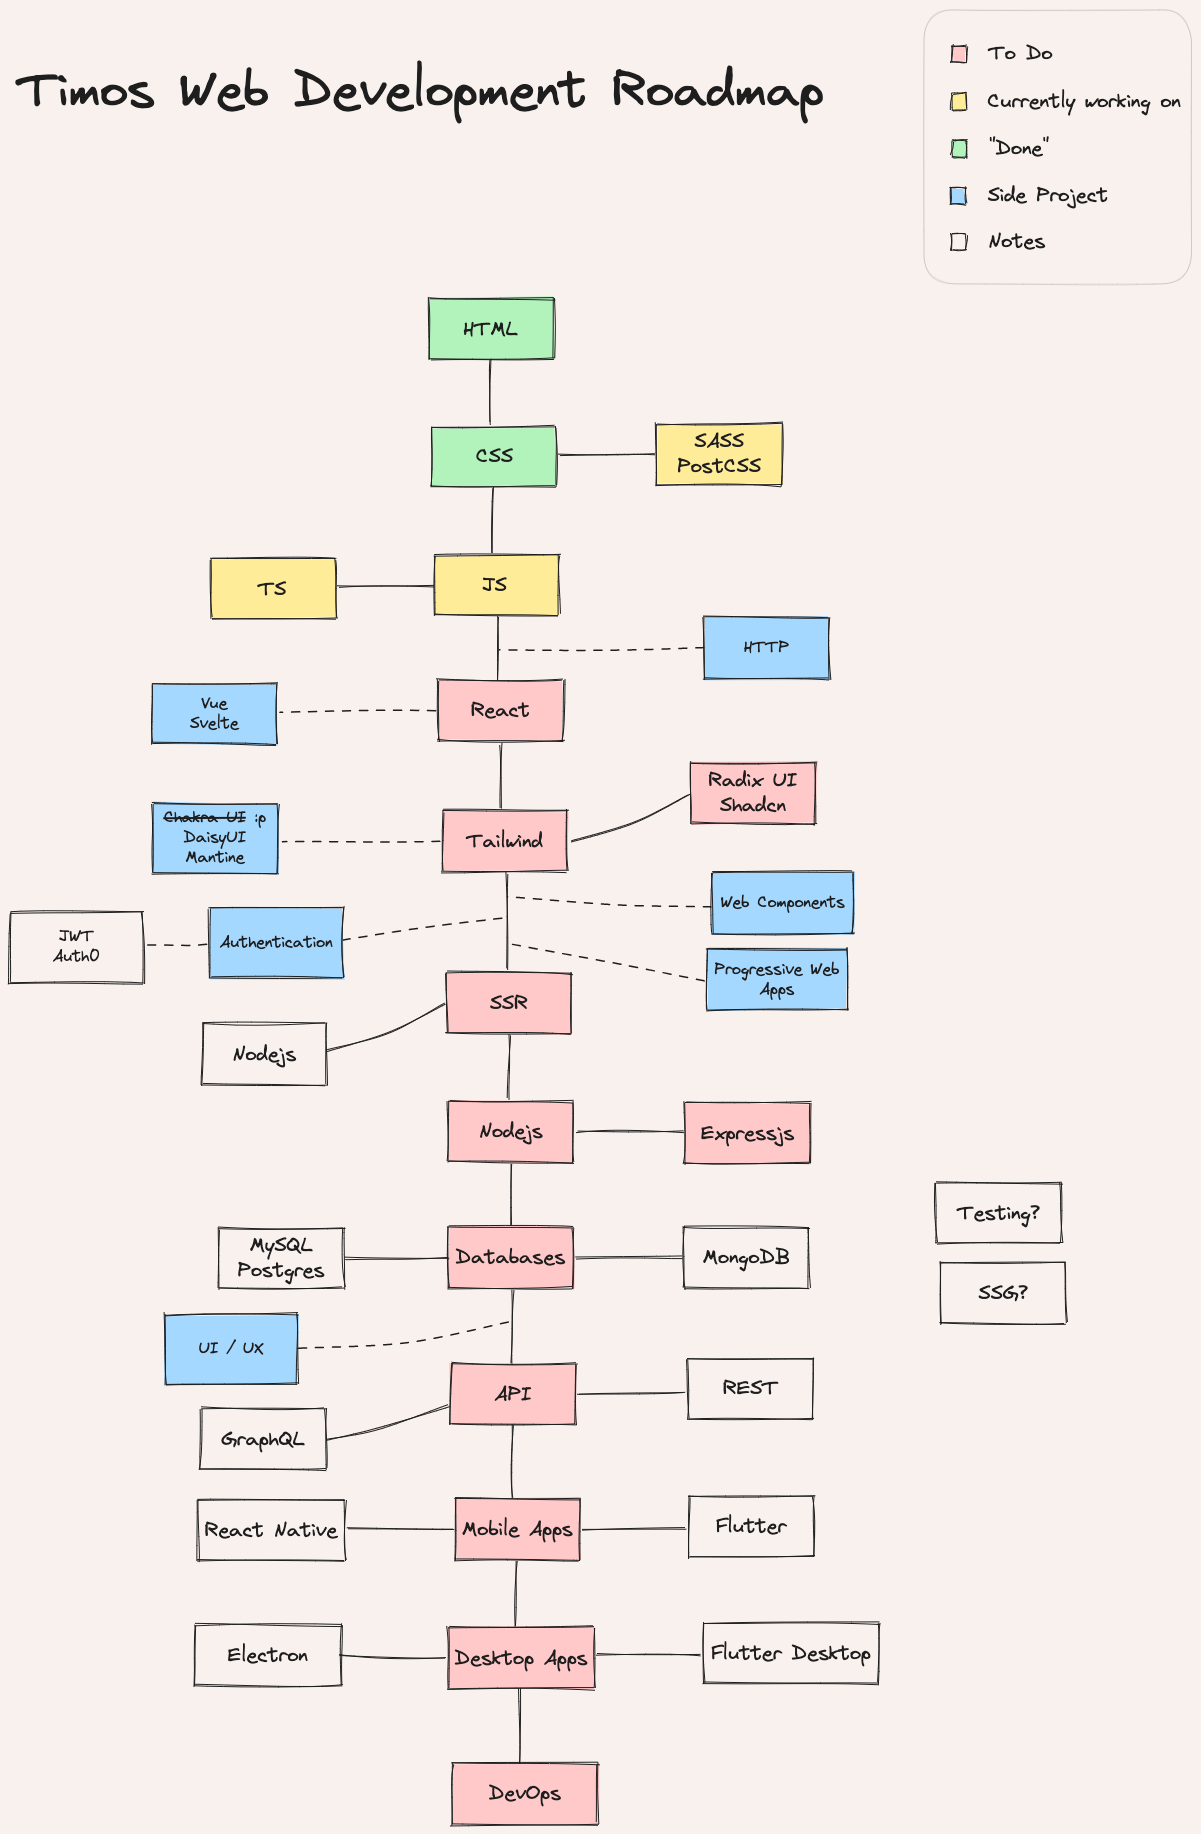 Timos Web Development Roadmap
To Do
Currently working on
"Done"
Side Project
Notes
HTML
CSS
SASS
PostCSS
TS
JS
HTTP
Vue
Svelte
React
Radix UI
Shadcn
Chakra UI :p
DaisyUI
Mantine
Tailwind
Web Components
JWT
Auth0
Authentication
Progressive Web
Apps
SSR
Nodejs
Nodejs
Expressjs
Testing?
MySQL
Postgres
Databases
MongoDB
SSG?
UI / UX
API
REST
GraphQL
React Native
Mobile Apps
Flutter
Electron
Desktop Apps
Flutter Desktop
DevOps